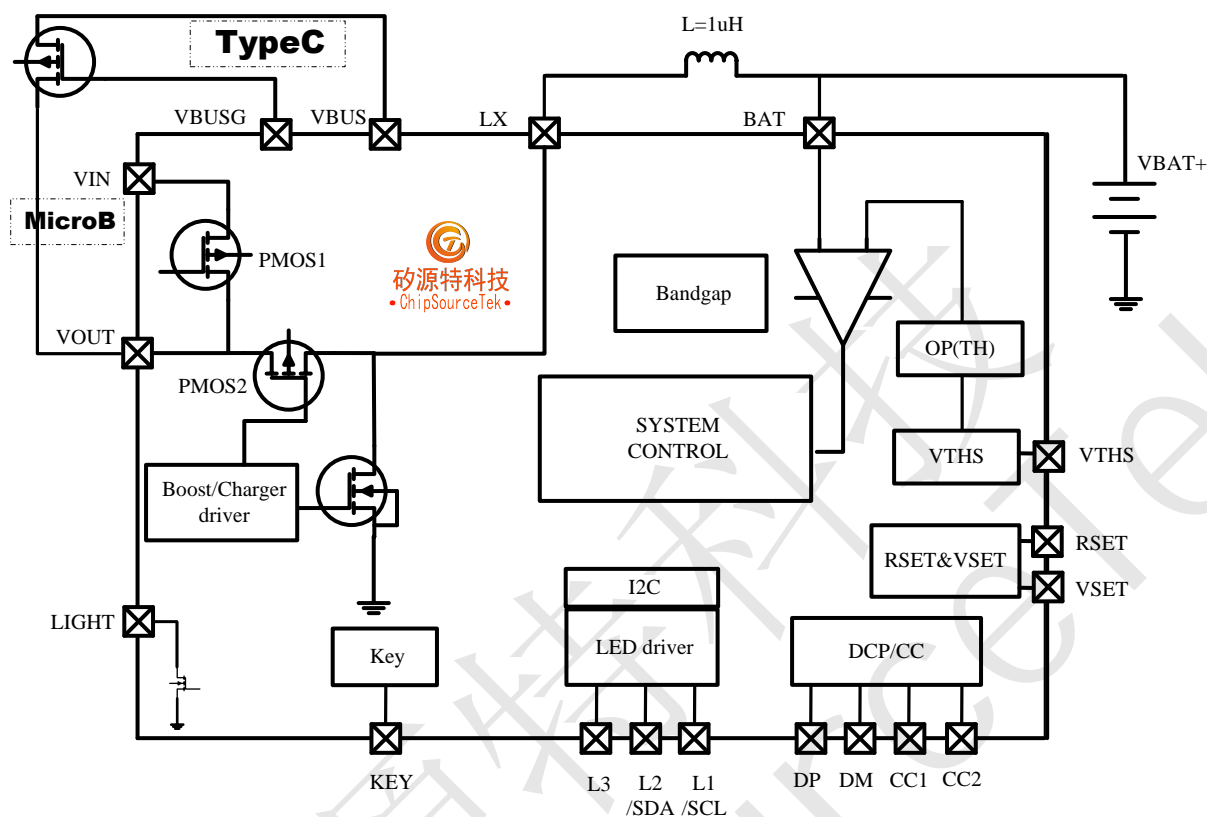 TypeC
L=1uH
VBUSG
VBUS
LX
BAT
VBAT+
VIN
MicroB
PMOS1
矽源特科技
•ChipSourceTek•
Bandgap
VOUT
OP(TH)
PMOS2
SYSTEM
CONTROL
VTHS
VTHS
Boost/Charger
driver
RSET&VSET
RSET
VSET
I2C
LIGHT
Key
LED driver
DCP/CC
KEY
L3
L2
/SDA
L1
/SCL
DP
DM
CC1
CC2